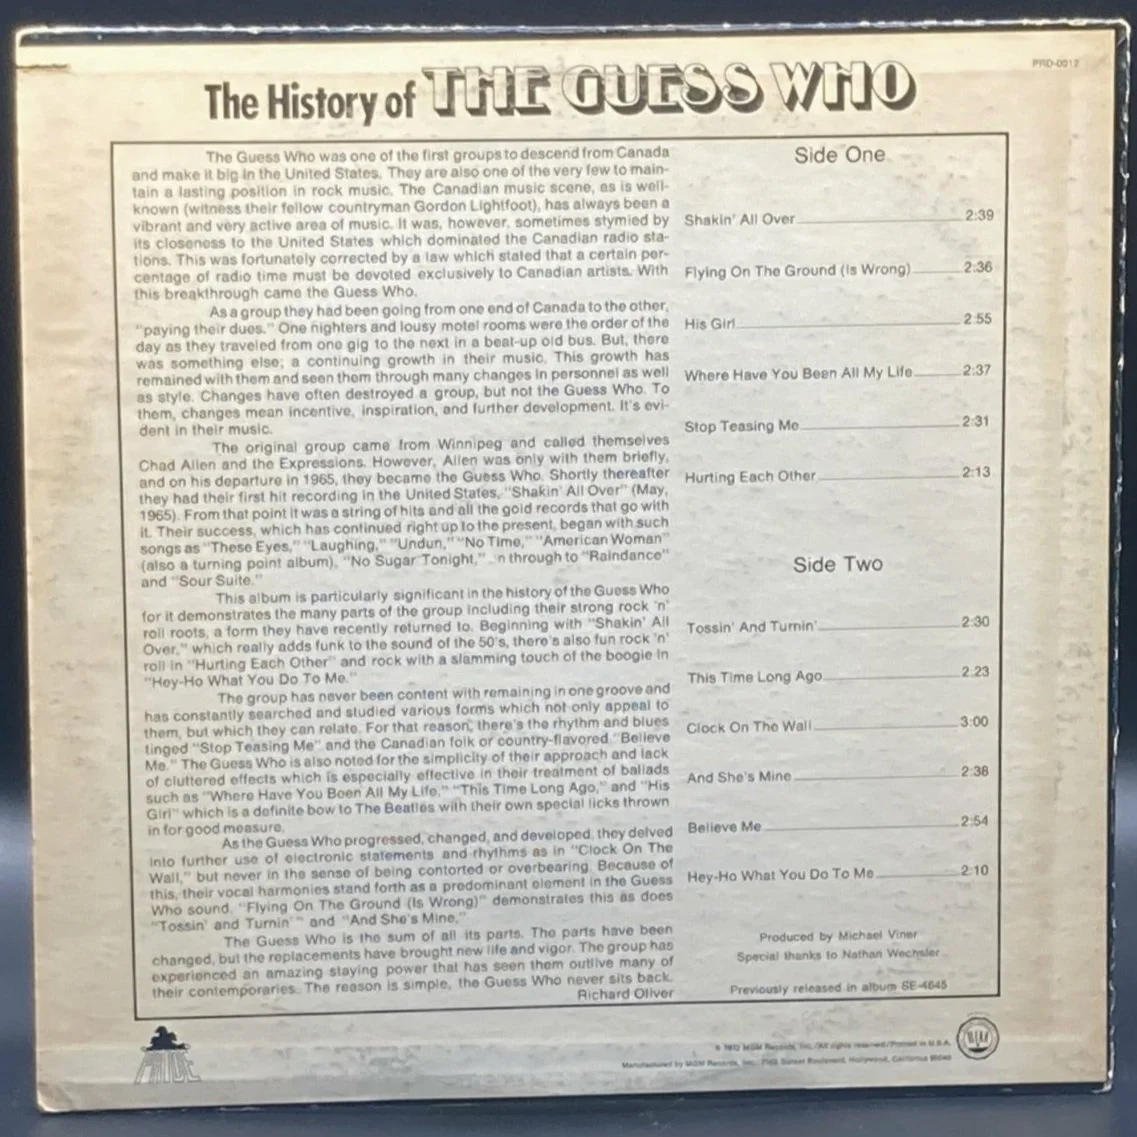 PRD-0012
The History of THE GUESS WHO
The Guess Who was one of the first groups to descend from Canada
and make it big in the United States. They are also one of the very few to main-
tain a lasting position in rock music. The Canadian music scene, as is well-
known (witness their fellow countryman Gordon Lightfoot), has always been a
vibrant and very active area of music. It was, however, sometimes stymied by
its closeness to the United States which dominated the Canadian radio sta-
tions. This was fortunately corrected by a law which stated that a certain per-
centage of radio time must be devoted exclusively to Canadian artists. With
this breakthrough came the Guess Who.
As a group they had been going from one end of Canada to the other,
"paying their dues." One nighters and lousy motel rooms were the order of the
day as they traveled from one gig to the next in a beat-up old bus. But, there
was something else; a continuing growth in their music. This growth has
remained with them and seen them through many changes in personnel as well
as style. Changes have often destroyed a group, but not the Guess Who. To
them, changes mean incentive, inspiration, and further development. It's evi-
dent in their music.
The original group came from Winnipeg and called themselves
Chad Allen and the Expressions. However, Allen was only with them briefly,
and on his departure in 1965, they became the Guess Who. Shortly thereafter
they had their first hit recording in the United States, "Shakin' All Over" (May,
1965). From that point it was a string of hits and all the gold records that go with
it. Their success, which has continued right up to the present, began with such
songs as "These Eyes," "Laughing," "Undun," "No Time," "American Woman"
(also a turning point album), "No Sugar Tonight," n through to "Raindance"
and "Sour Suite."
This album is particularly significant in the history of the Guess Who
for it demonstrates the many parts of the group including their strong rock 'n'
roll roots, a form they have recently returned to. Beginning with "Shakin' All
Over," which really adds funk to the sound of the 50's, there's also fun rock 'n'
roll in "Hurting Each Other" and rock with a slamming touch of the boogie in
"Hey-Ho What You Do To Me."
The group has never been content with remaining in one groove and
has constantly searched and studied various forms which not only appeal to
them, but which they can relate. For that reason, there's the rhythm and blues
tinged "Stop Teasing Me" and the Canadian folk or country-flavored "Believe
Me." The Guess Who is also noted for the simplicity of their approach and lack
of cluttered effects which is especially effective in their treatment of ballads
such as "Where Have You Been All My Life," "This Time Long Ago," and "His
Girl" which is a definite bow to The Beatles with their own special licks thrown
in for good measure.
As the Guess Who progressed, changed, and developed, they delved
into further use of electronic statements and rhythms as in "Clock On The
Wall," but never in the sense of being contorted or overbearing. Because of
this, their vocal harmonies stand forth as a predominant element in the Guess
Who sound. "Flying On The Ground (Is Wrong)" demonstrates this as does
"Tossin' and Turnin'" and "And She's Mine."
The Guess Who is the sum of all its parts. The parts have been
changed, but the replacements have brought new life and vigor. The group has
experienced an amazing staying power that has seen them outlive many of
their contemporaries. The reason is simple, the Guess Who never sits back.
Richard Oliver
Side One
Shakin' All Over 2:39
Flying On The Ground (Is Wrong) 2:36
His Girl 2:55
Where Have You Been All My Life 2:37
Stop Teasing Me 2:31
Hurting Each Other 2:13
Side Two
Tossin' And Turnin' 2:30
This Time Long Ago 2:23
Clock On The Wall 3:00
And She's Mine 2:38
Believe Me 2:54
Hey-Ho What You Do To Me 2:10
Produced by Michael Viner
Special thanks to Nathan Wechsler
Previously released in album SE-4645
PRIDE
© 1972 MGM Records, Inc./All rights reserved/Printed in U.S.A.
Manufactured by MGM Records, Inc., 7165 Sunset Boulevard, Hollywood, California 90046